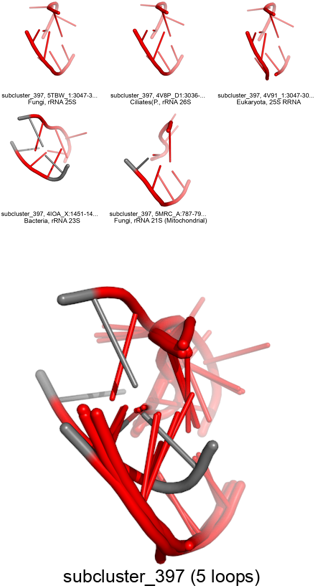 subcluster_397, 5TBW_1:3047-3...
Fungi, rRNA 25S
subcluster_397, 4V8P_D1:3036-...
Ciliates(P., rRNA 26S
subcluster_397, 4V91_1:3047-30...
Eukaryota, 25S RRNA
subcluster_397, 4IOA_X:1451-14...
Bacteria, rRNA 23S
subcluster_397, 5MRC_A:787-79...
Fungi, rRNA 21S (Mitochondrial)
subcluster_397 (5 loops)